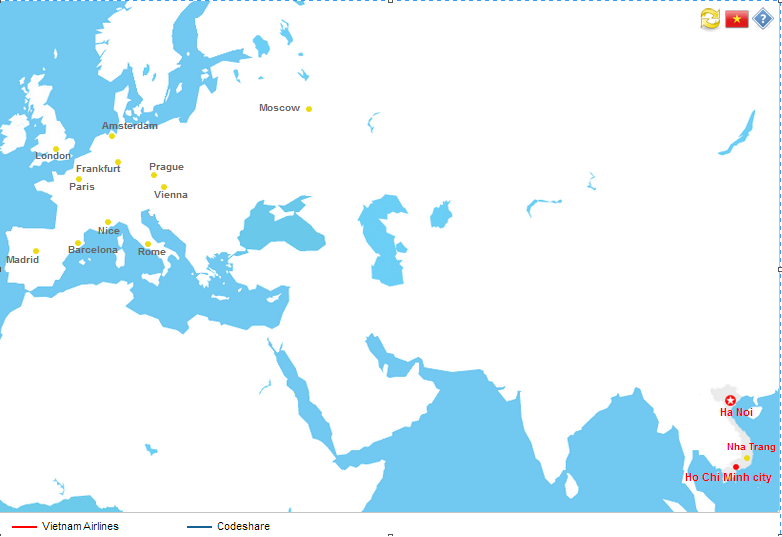 Moscow
Amsterdam
London
Frankfurt
Prague
Paris
Vienna
Nice
Barcelona
Rome
Madrid
Ha Noi
Nha Trang
Ho Chi Minh city
Vietnam Airlines
Codeshare